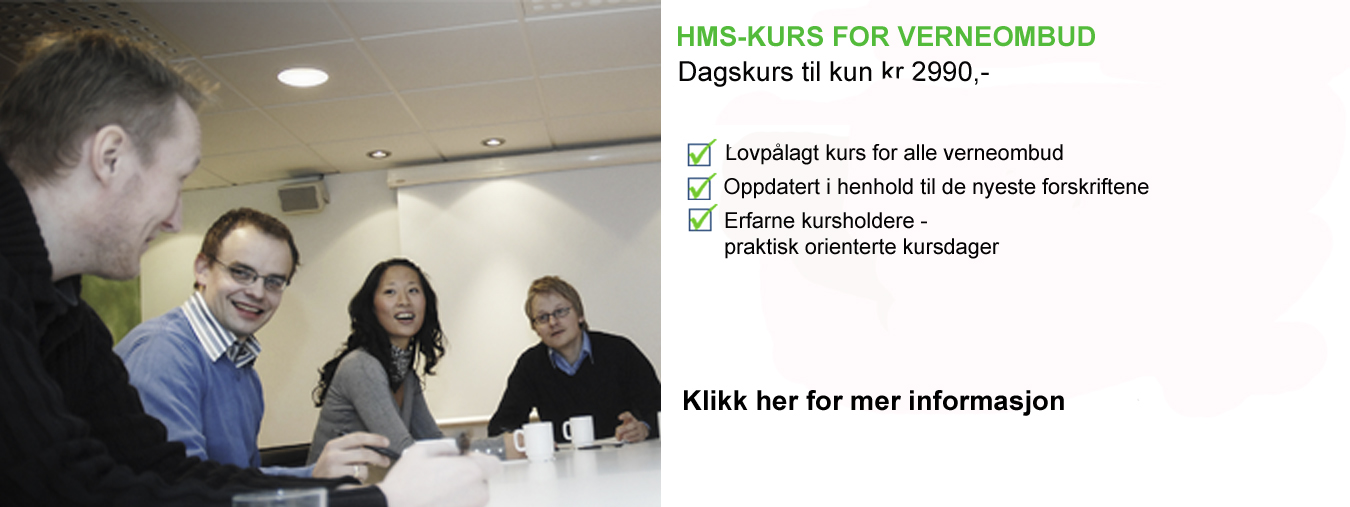 HMS-KURS FOR VERNEOMBUD
Dagskurs til kun kr 2990,-
Lovpålagt kurs for alle verneombud
Oppdatert i henhold til de nyeste forskriftene
Erfarne kursholdere -
praktisk orienterte kursdager
Klikk her for mer informasjon